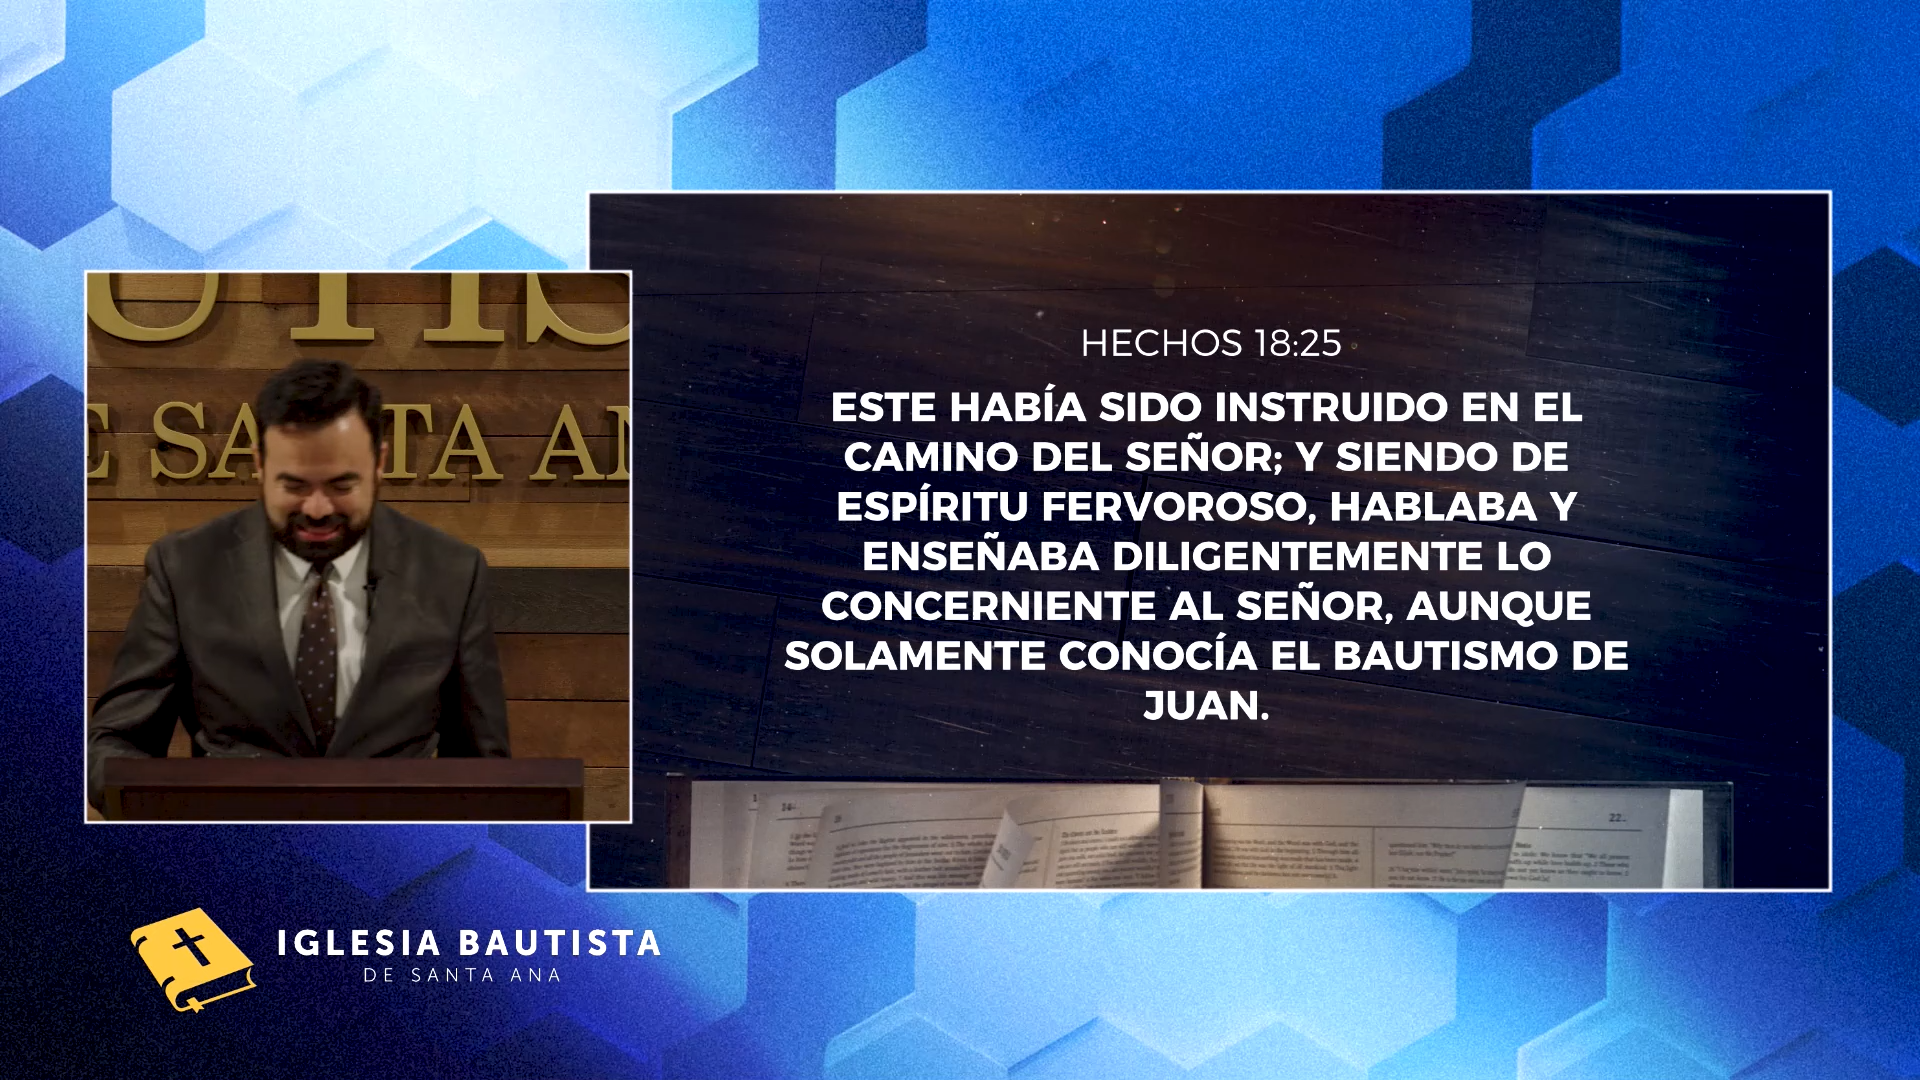 HECHOS 18:25
ESTE HABÍA SIDO INSTRUIDO EN EL
CAMINO DEL SEÑOR; Y SIENDO DE
ESPÍRITU FERVOROSO, HABLABA Y
ENSEÑABA DILIGENTEMENTE LO
CONCERNIENTE AL SEÑOR, AUNQUE
SOLAMENTE CONOCÍA EL BAUTISMO DE
JUAN.
IGLESIA BAUTISTA
DE SANTA ANA